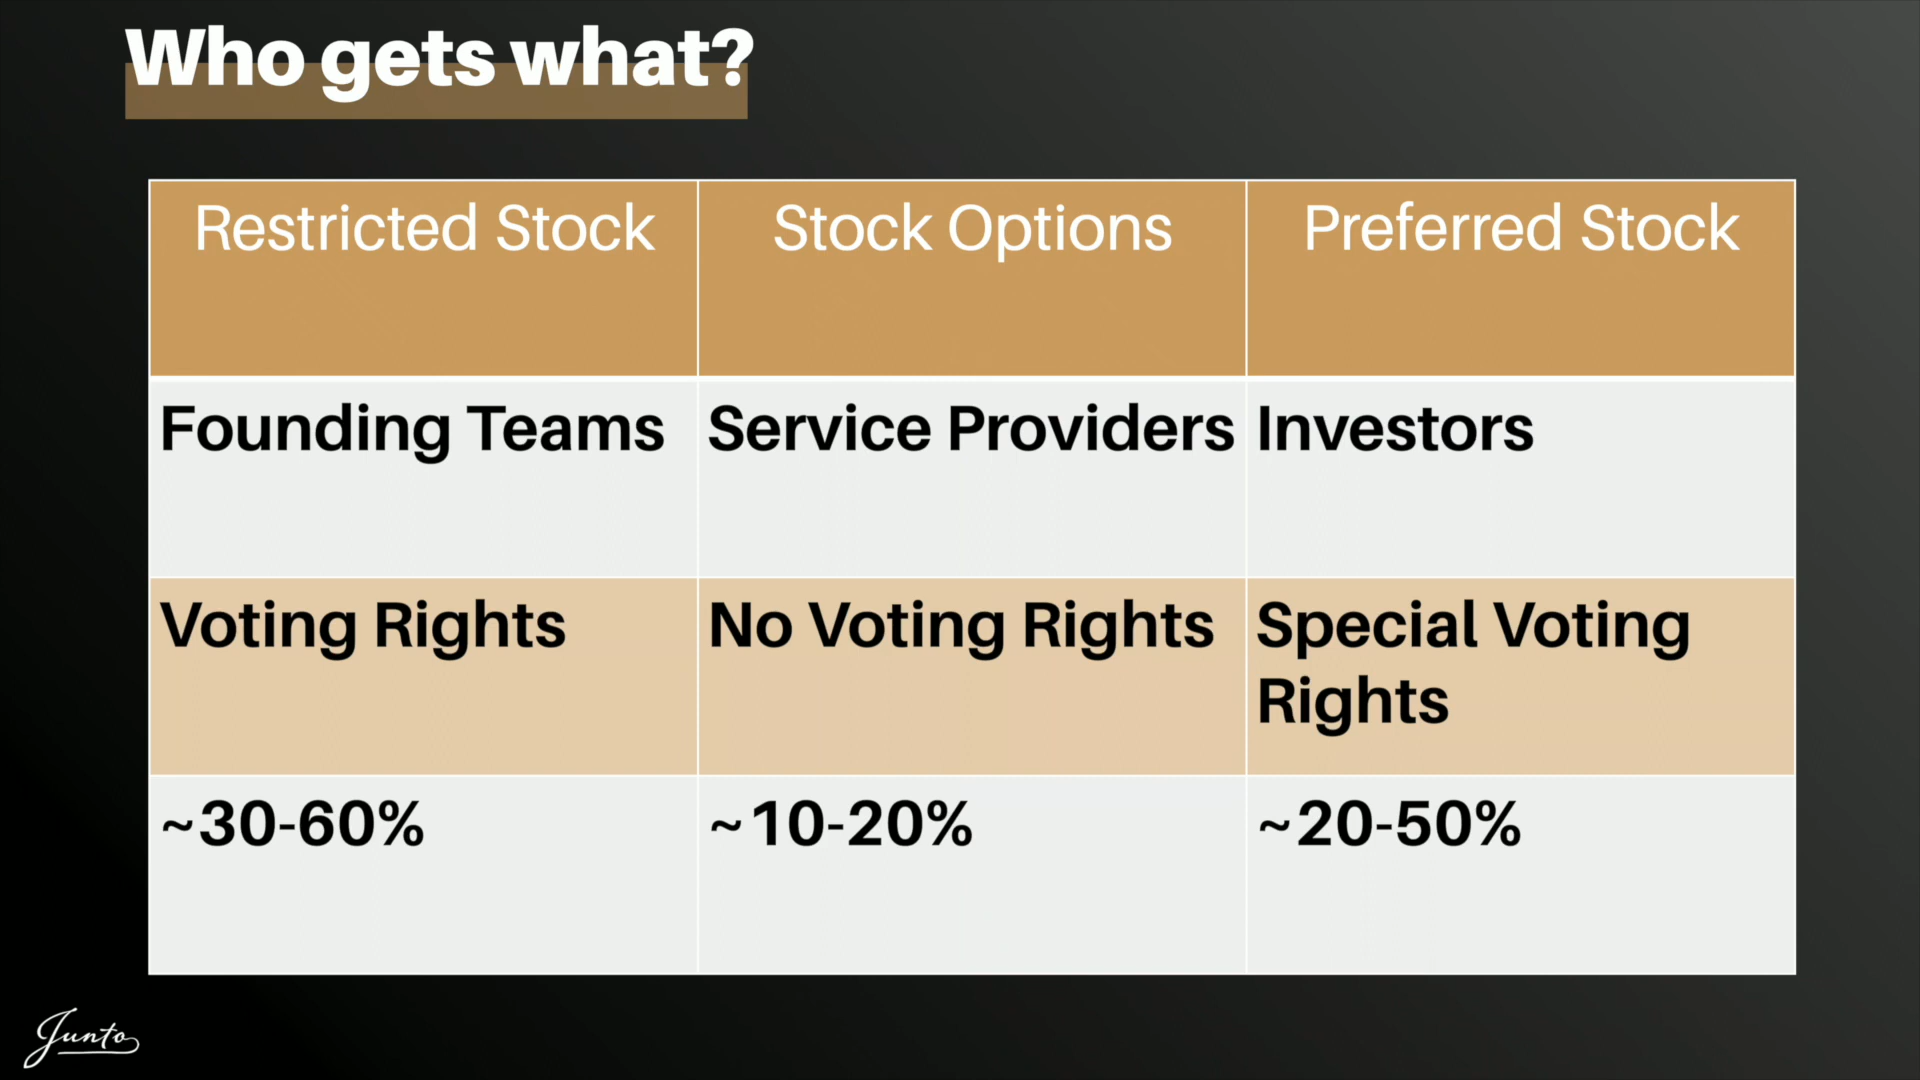 Who gets what?
Restricted Stock
Stock Options
Preferred Stock
Founding Teams
Service Providers
Investors
Voting Rights
No Voting Rights
Special Voting
Rights
~30-60%
~10-20%
~20-50%
Junto